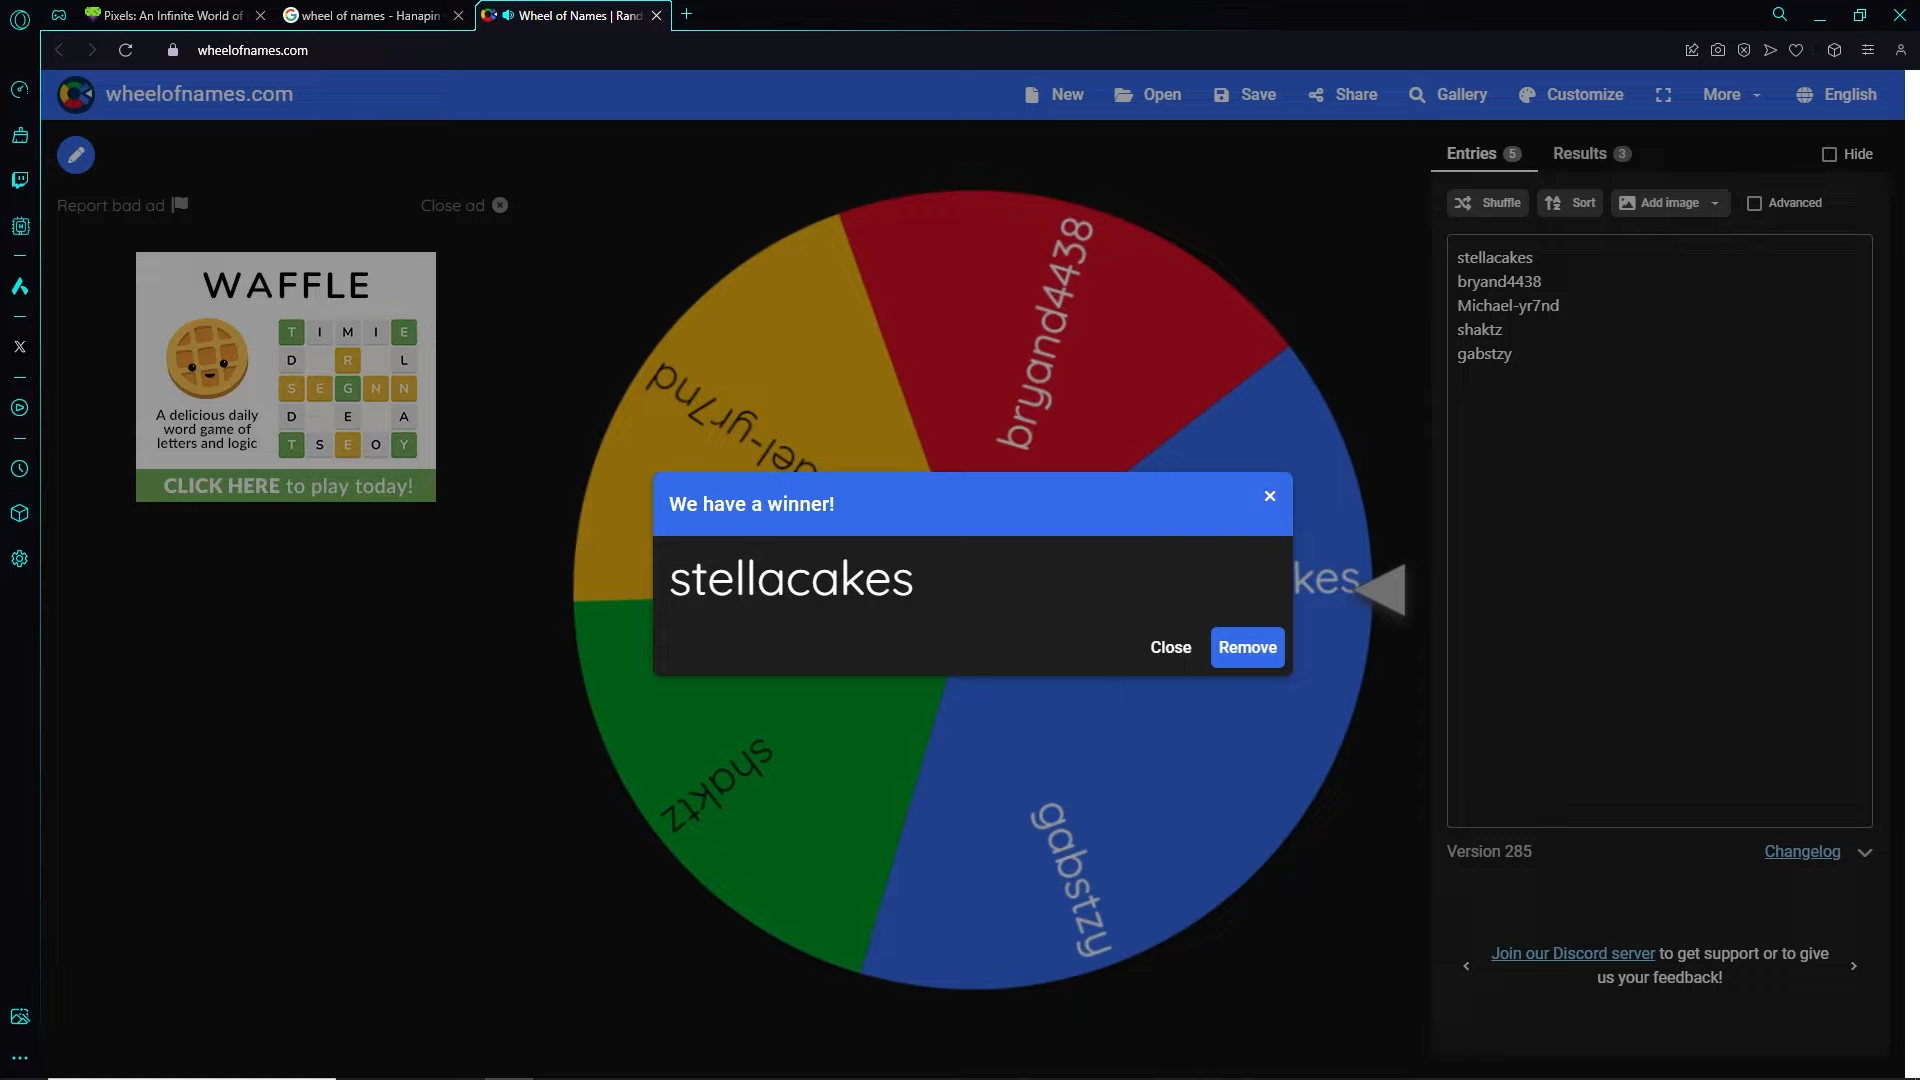 Pixels: An Infinite World of
wheel of names - Hanapin
Wheel of Names | Rand
wheelofnames.com
wheelofnames.com
New
Open
Save
Share
Gallery
Customize
More
English
Entries 5
Results 3
Hide
Report bad ad
Close ad
Shuffle
Sort
Add image
Advanced
WAFFLE
T I M I E
D R L
S E G N N
D E A
T S E O Y
A delicious daily
word game of
letters and logic
CLICK HERE to play today!
bryand4438
el-yr7nd
kes
shaktz
gabstzy
We have a winner!
stellacakes
Close
Remove
stellacakes
bryand4438
Michael-yr7nd
shaktz
gabstzy
Version 285
Changelog
Join our Discord server to get support or to give
us your feedback!